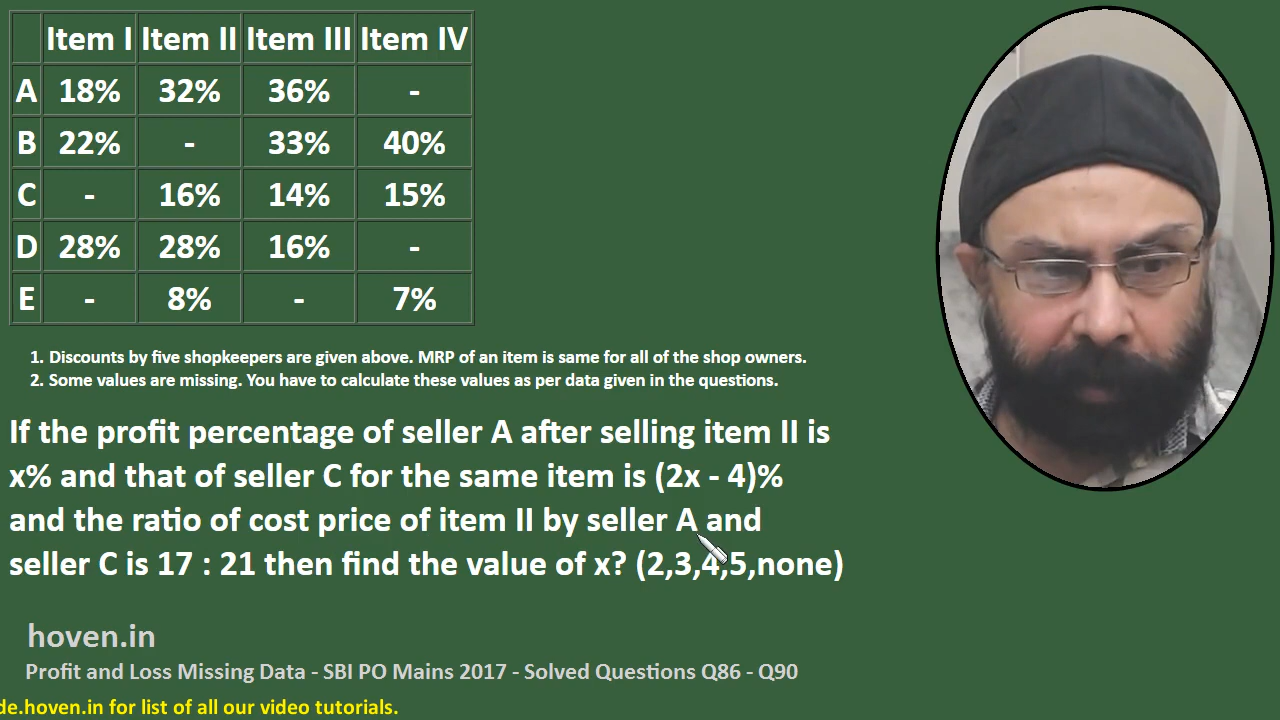 Item I Item II Item III Item IV
A 18% 32% 36% -
B 22% - 33% 40%
C - 16% 14% 15%
D 28% 28% 16% -
E - 8% - 7%
1. Discounts by five shopkeepers are given above. MRP of an item is same for all of the shop owners.
2. Some values are missing. You have to calculate these values as per data given in the questions.
If the profit percentage of seller A after selling item II is
x% and that of seller C for the same item is (2x - 4)%
and the ratio of cost price of item II by seller A and
seller C is 17 : 21 then find the value of x? (2,3,4,5,none)
hoven.in
Profit and Loss Missing Data - SBI PO Mains 2017 - Solved Questions Q86 - Q90
de.hoven.in for list of all our video tutorials.